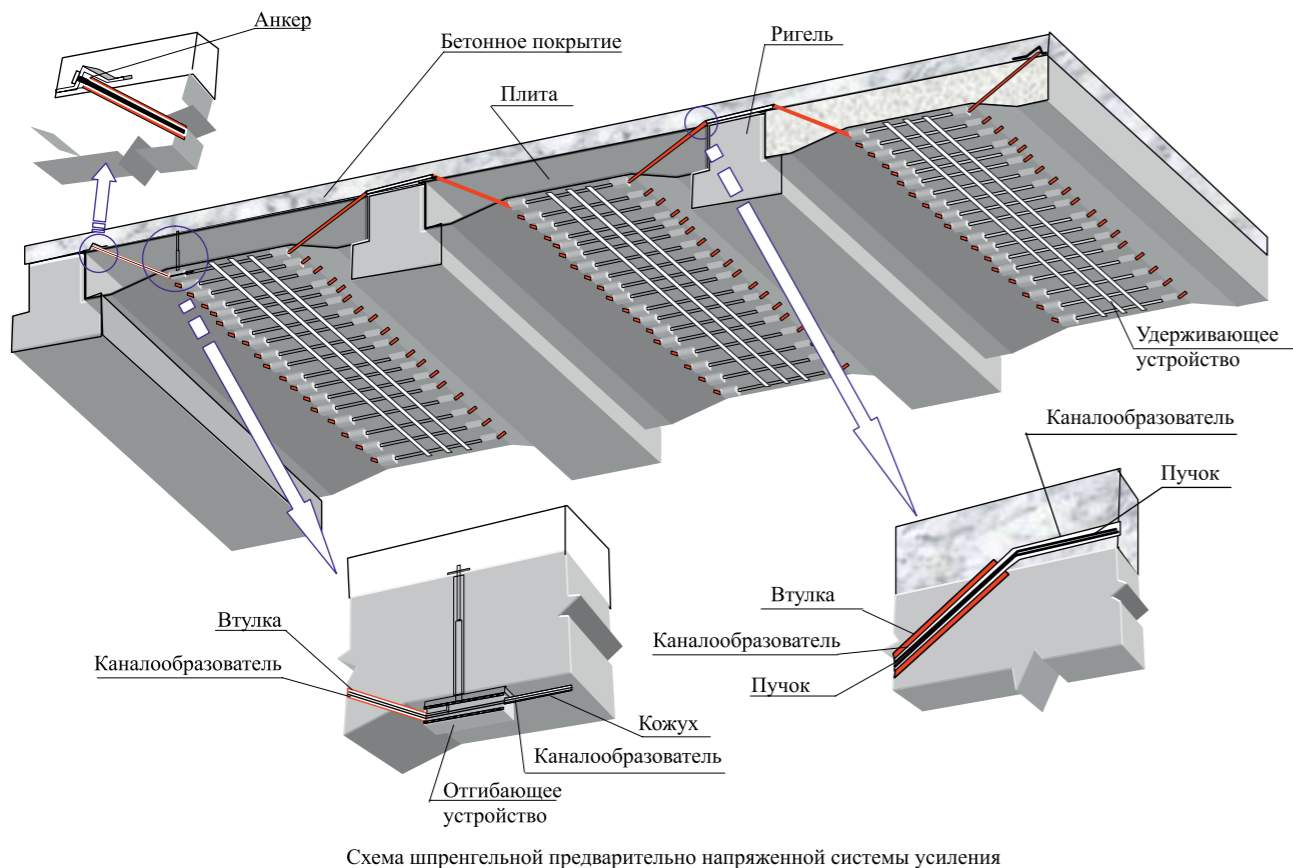 Анкер
Бетонное покрытие
Ригель
Плита
Удерживающее
устройство
Каналообразователь
Пучок
Втулка
Каналообразователь
Пучок
Втулка
Каналообразователь
Кожух
Каналообразователь
Отгибающее
устройство
Схема шпренгельной предварительно напряженной системы усиления